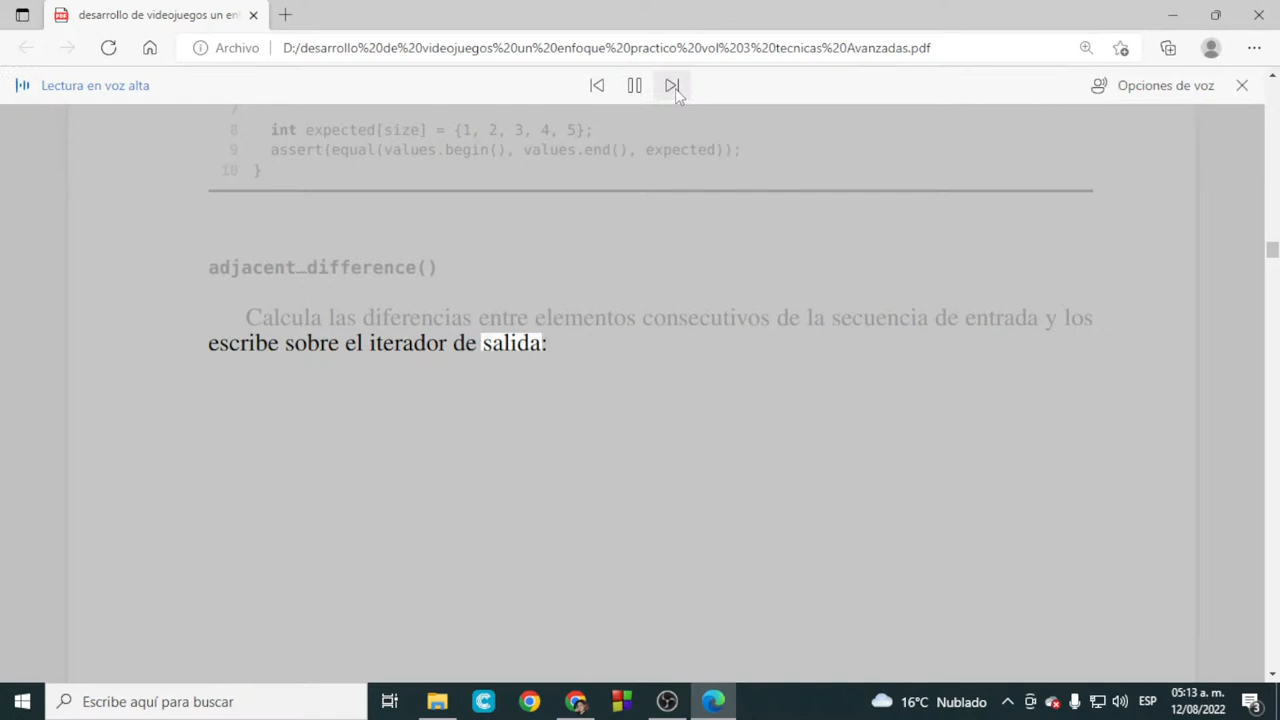 desarrollo de videojuegos un en
Archivo
D:/desarrollo%20de%20videojuegos%20un%20enfoque%20practico%20vol%203%20tecnicas%20Avanzadas.pdf
Lectura en voz alta
Opciones de voz
7
8 int expected[size] = {1, 2, 3, 4, 5};
9 assert(equal(values.begin(), values.end(), expected));
10 }
adjacent_difference()
Calcula las diferencias entre elementos consecutivos de la secuencia de entrada y los
escribe sobre el iterador de salida:
Escribe aquí para buscar
16°C Nublado
ESP
05:13 a. m.
12/08/2022
3